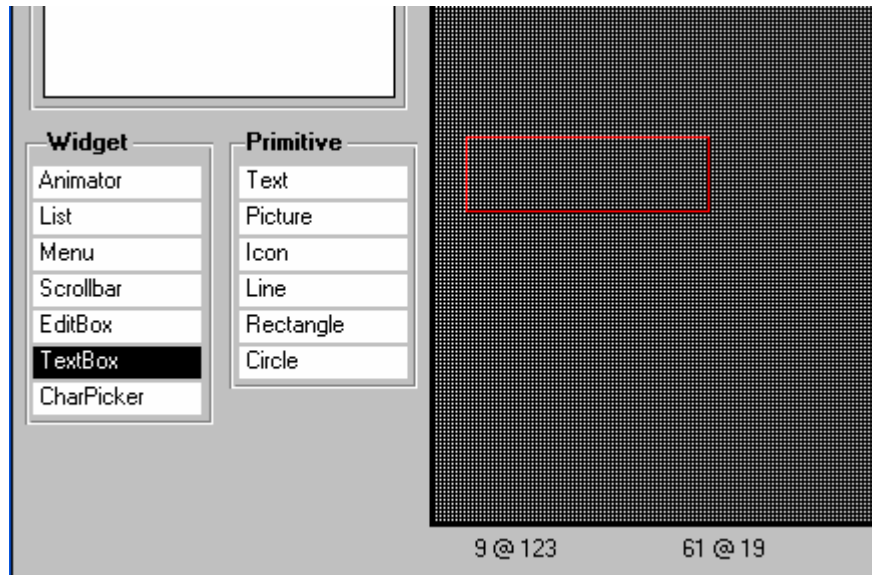 Widget
Animator
List
Menu
Scrollbar
EditBox
TextBox
CharPicker
Primitive
Text
Picture
Icon
Line
Rectangle
Circle
9 @ 123 61 @ 19